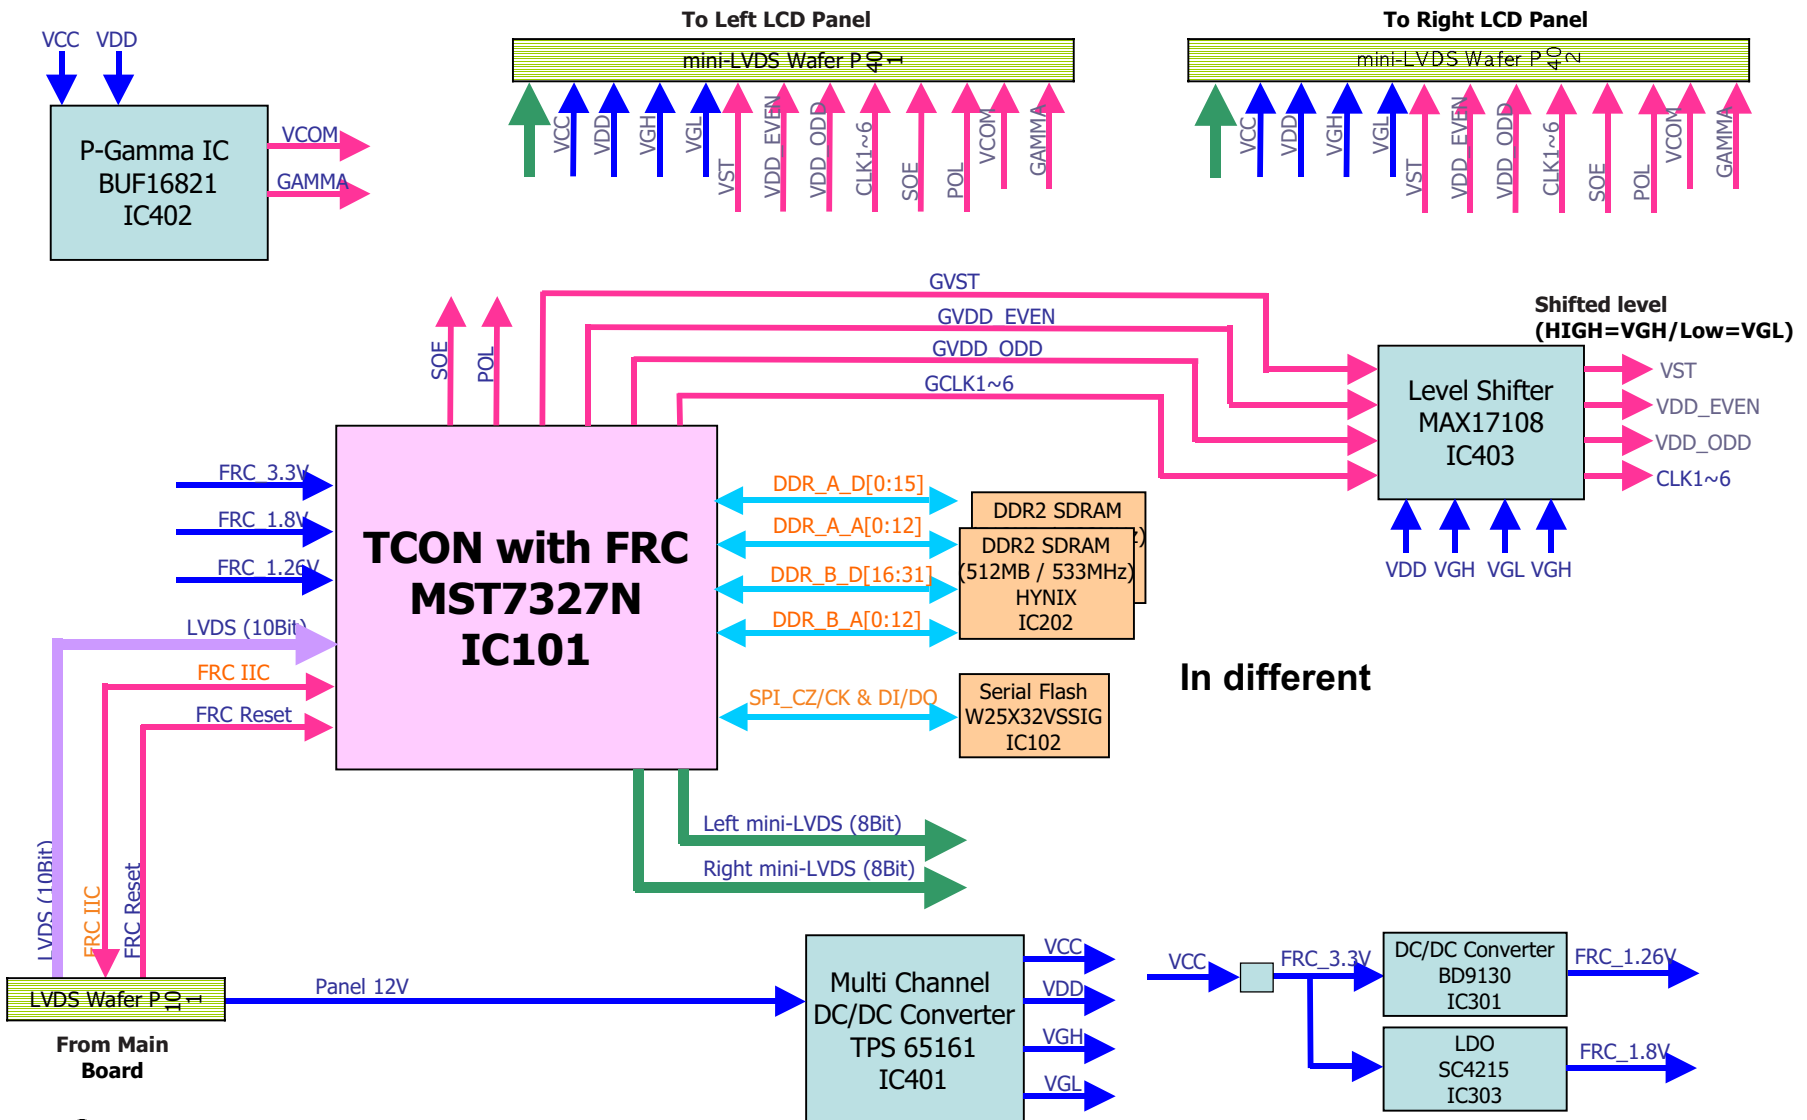 To Left LCD Panel
To Right LCD Panel
mini-LVDS Wafer P401
mini-LVDS Wafer P402
VCC VDD
P-Gamma IC
BUF16821
IC402
VCOM
GAMMA
VCC
VDD
VGH
VGL
VST
VDD_EVEN
VDD_ODD
CLK1~6
SOE
POL
VCOM
GAMMA
VCC
VDD
VGH
VGL
VST
VDD_EVEN
VDD_ODD
CLK1~6
SOE
POL
VCOM
GAMMA
GVST
GVDD_EVEN
GVDD_ODD
GCLK1~6
SOE
POL
Shifted level
(HIGH=VGH/Low=VGL)
Level Shifter
MAX17108
IC403
VST
VDD_EVEN
VDD_ODD
CLK1~6
VDD VGH VGL VGH
FRC_3.3V
FRC_1.8V
FRC_1.26V
LVDS (10Bit)
FRC IIC
FRC Reset
TCON with FRC
MST7327N
IC101
DDR_A_D[0:15]
DDR_A_A[0:12]
DDR_B_D[16:31]
DDR_B_A[0:12]
SPI_CZ/CK & DI/DO
DDR2 SDRAM
DDR2 SDRAM
(512MB / 533MHz)
HYNIX
IC202
Serial Flash
W25X32VSSIG
IC102
In different
Left mini-LVDS (8Bit)
Right mini-LVDS (8Bit)
LVDS (10Bit)
FRC IIC
FRC Reset
LVDS Wafer P101
From Main
Board
Panel 12V
Multi Channel
DC/DC Converter
TPS 65161
IC401
VCC
VDD
VGH
VGL
VCC
FRC_3.3V
DC/DC Converter
BD9130
IC301
FRC_1.26V
LDO
SC4215
IC303
FRC_1.8V